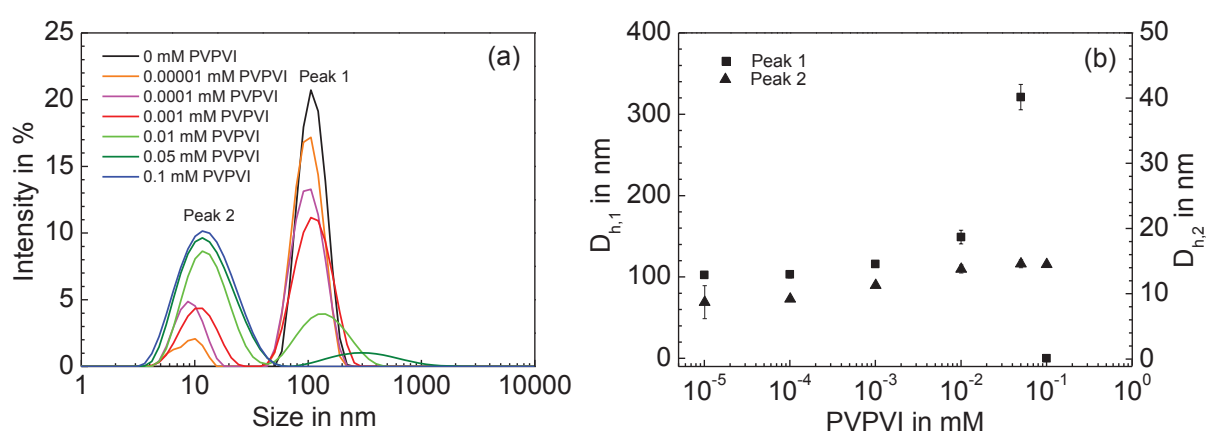 25
20
15
10
5
0
Intensity in %
(a)
0 mM PVPVI
0.00001 mM PVPVI
0.0001 mM PVPVI
0.001 mM PVPVI
0.01 mM PVPVI
0.05 mM PVPVI
0.1 mM PVPVI
Peak 1
Peak 2
1 10 100 1000 10000
Size in nm
400
300
200
100
0
D_h,1 in nm
(b)
Peak 1
Peak 2
50
40
30
20
10
0
D_h,2 in nm
10⁻⁵ 10⁻⁴ 10⁻³ 10⁻² 10⁻¹ 10⁰
PVPVI in mM